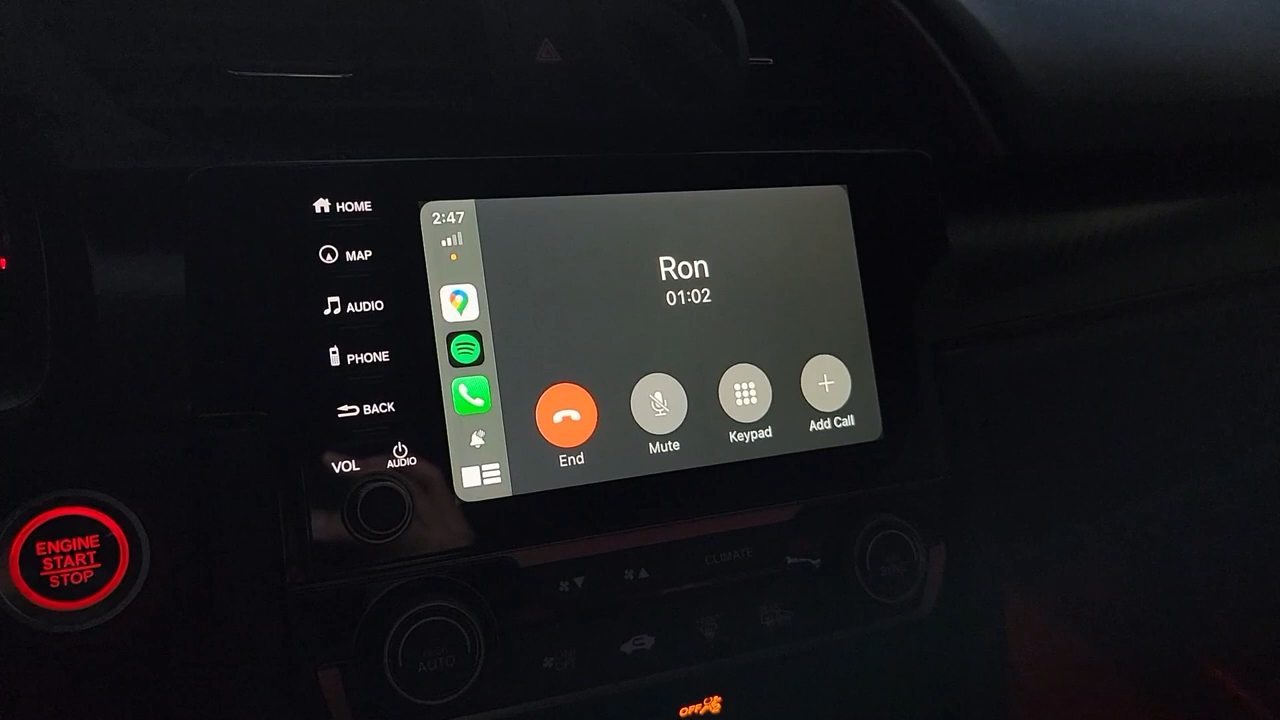 HOME
MAP
AUDIO
PHONE
BACK
VOL
AUDIO
2:47
Ron
01:02
End
Mute
Keypad
Add Call
ENGINE
START
STOP
CLIMATE
AUTO
OFF